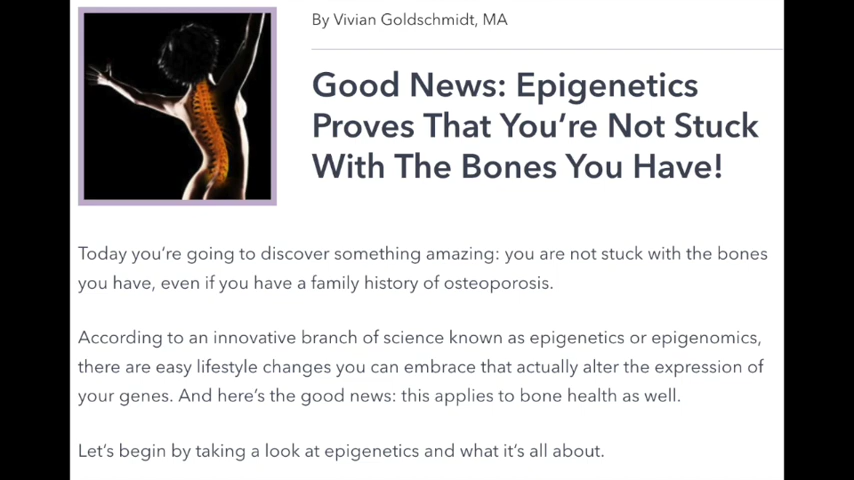 By Vivian Goldschmidt, MA
Good News: Epigenetics
Proves That You’re Not Stuck
With The Bones You Have!
Today you’re going to discover something amazing: you are not stuck with the bones
you have, even if you have a family history of osteoporosis.
According to an innovative branch of science known as epigenetics or epigenomics,
there are easy lifestyle changes you can embrace that actually alter the expression of
your genes. And here’s the good news: this applies to bone health as well.
Let’s begin by taking a look at epigenetics and what it’s all about.